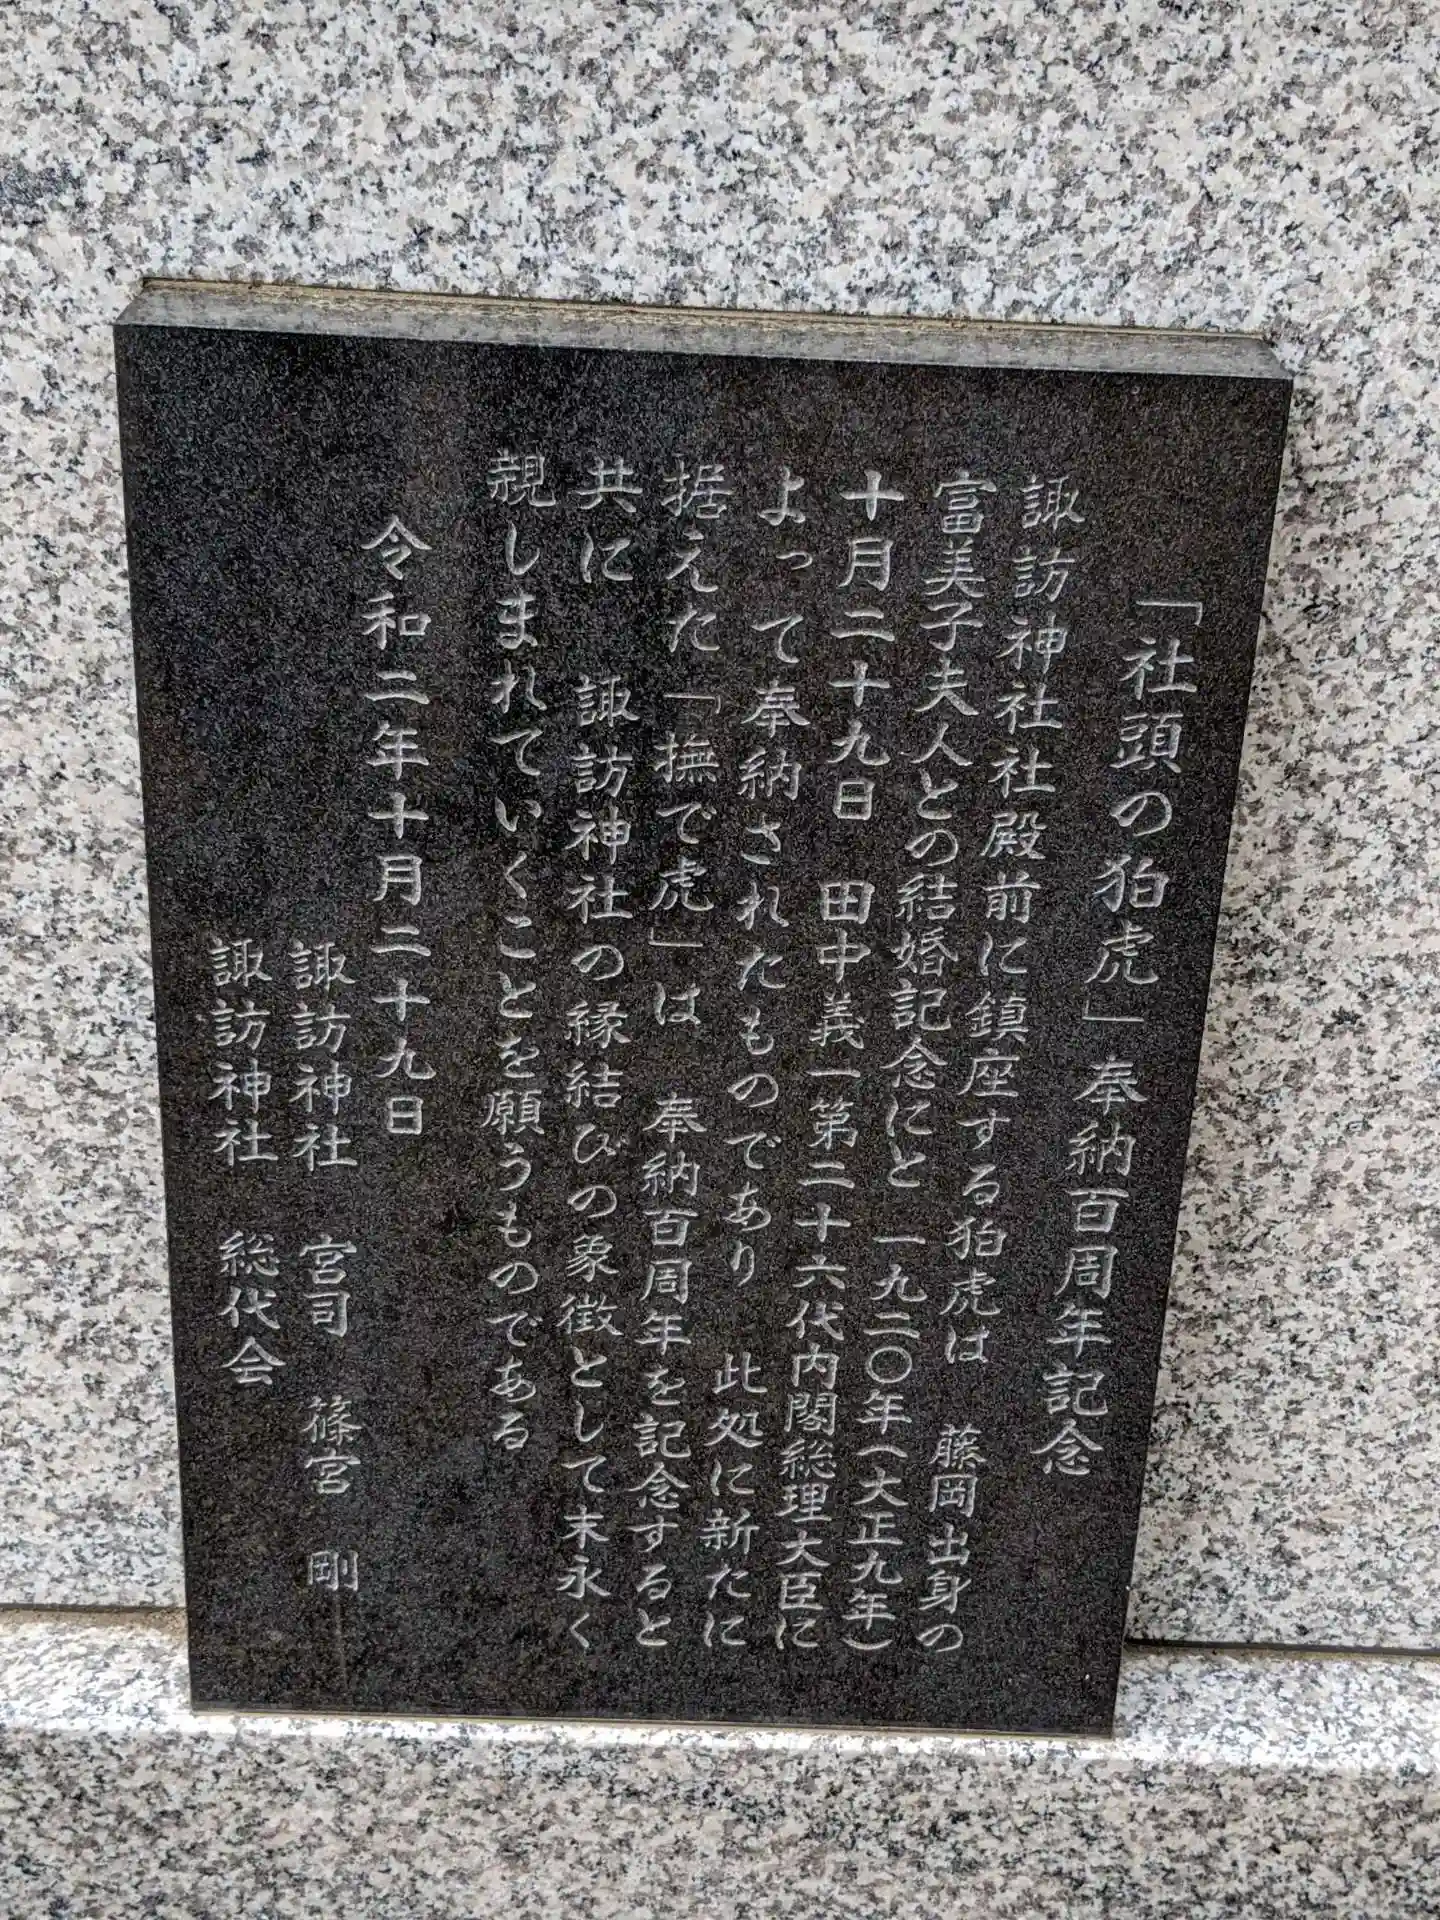 「社頭の狛虎」奉納百周年記念
諏訪神社社殿前に鎮座する狛虎は 藤岡出身の
富美子夫人との結婚記念にと 一九二〇年(大正九年)
十月二十九日 田中義一第二十六代内閣総理大臣に
よって奉納されたものであり 此処に新たに
据えた「撫で虎」は 奉納百周年を記念すると
共に 諏訪神社の縁結びの象徴として末永く
親しまれていくことを願うものである
令和二年十月二十九日
諏訪神社 宮司 篠宮 剛
諏訪神社 総代会